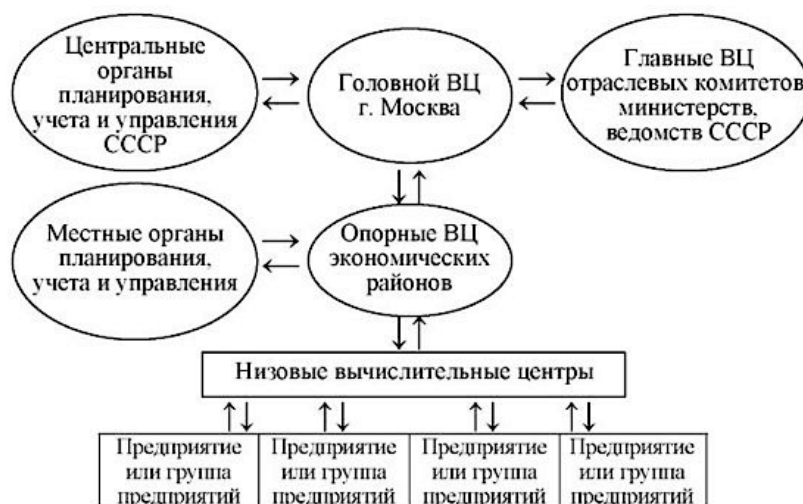 Центральные
органы
планирования,
учета и управления
СССР
Головной ВЦ
г. Москва
Главные ВЦ
отраслевых комитетов
министерств,
ведомств СССР
Местные органы
планирования,
учета и управления
Опорные ВЦ
экономических
районов
Низовые вычислительные центры
Предприятие
или группа
предприятий
Предприятие
или группа
предприятий
Предприятие
или группа
предприятий
Предприятие
или группа
предприятий